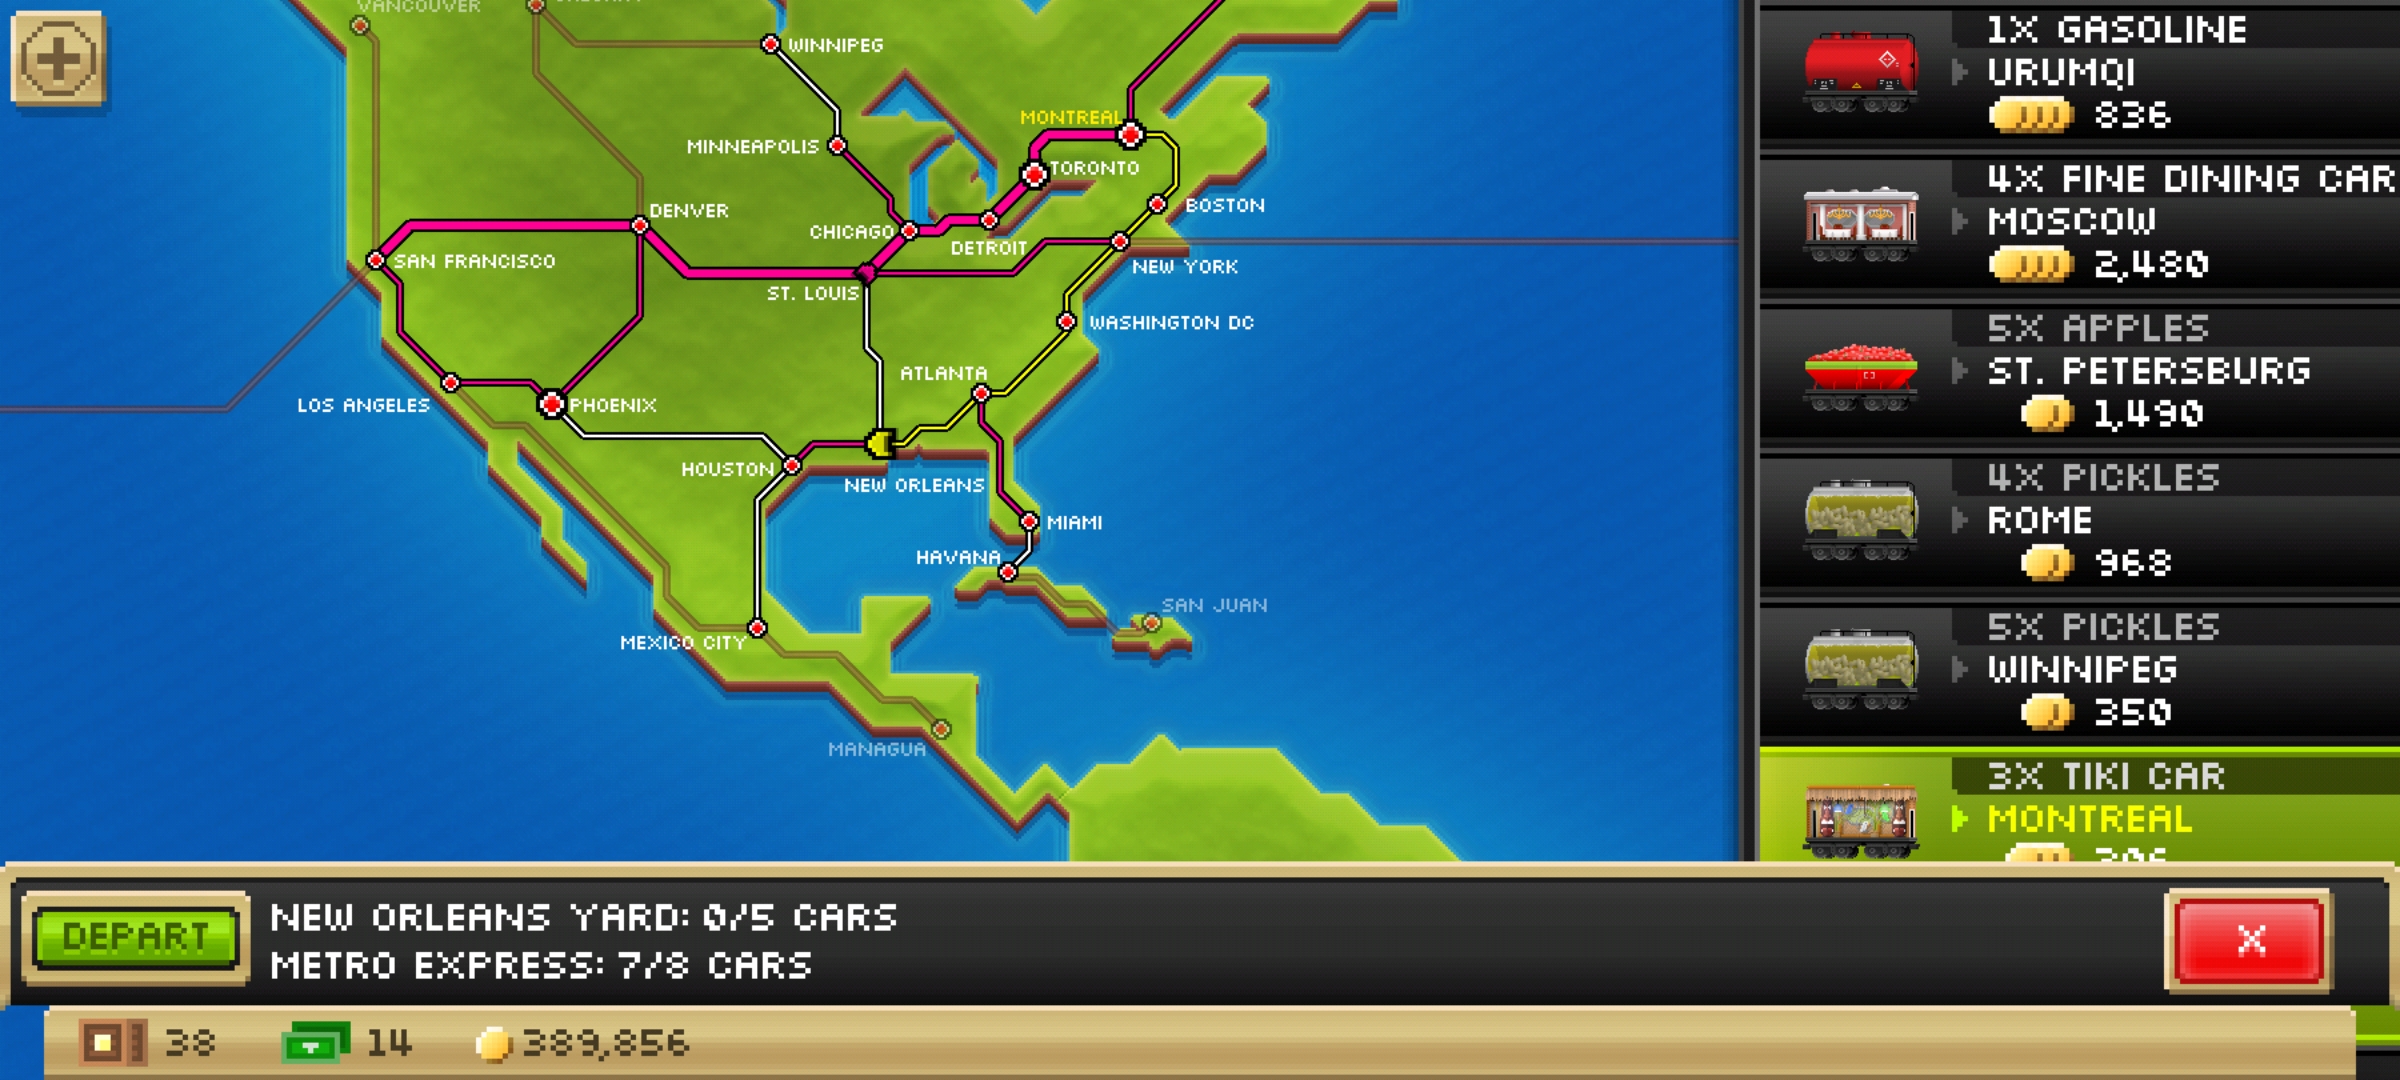 VANCOUVER
WINNIPEG
MONTREAL
MINNEAPOLIS
TORONTO
DENVER
BOSTON
CHICAGO
DETROIT
SAN FRANCISCO
NEW YORK
ST. LOUIS
WASHINGTON DC
ATLANTA
LOS ANGELES
PHOENIX
HOUSTON
NEW ORLEANS
MIAMI
HAVANA
SAN JUAN
MEXICO CITY
MANAGUA
1X GASOLINE
URUMQI
836
4X FINE DINING CAR
MOSCOW
2,480
5X APPLES
ST. PETERSBURG
1,490
4X PICKLES
ROME
968
5X PICKLES
WINNIPEG
350
3X TIKI CAR
MONTREAL
DEPART
NEW ORLEANS YARD: 0/5 CARS
METRO EXPRESS: 7/8 CARS
X
38
14
389,856